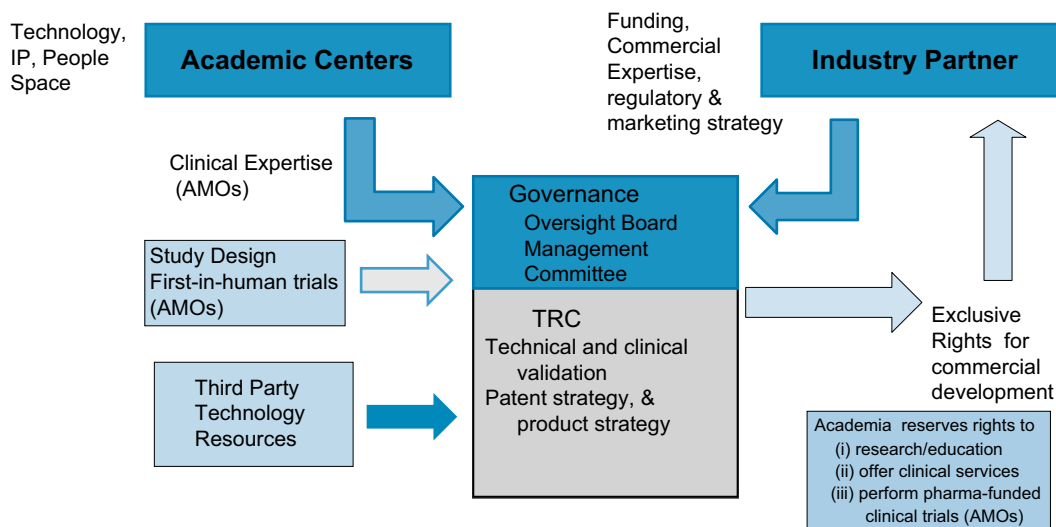 Technology,
IP, People
Space
Academic Centers
Funding,
Commercial
Expertise,
regulatory &
marketing strategy
Industry Partner
Clinical Expertise
(AMOs)
Governance
Oversight Board
Management
Committee
Study Design
First-in-human trials
(AMOs)
TRC
Technical and clinical
validation
Patent strategy, &
product strategy
Third Party
Technology
Resources
Exclusive
Rights for
commercial
development
Academia reserves rights to
(i) research/education
(ii) offer clinical services
(iii) perform pharma-funded
clinical trials (AMOs)